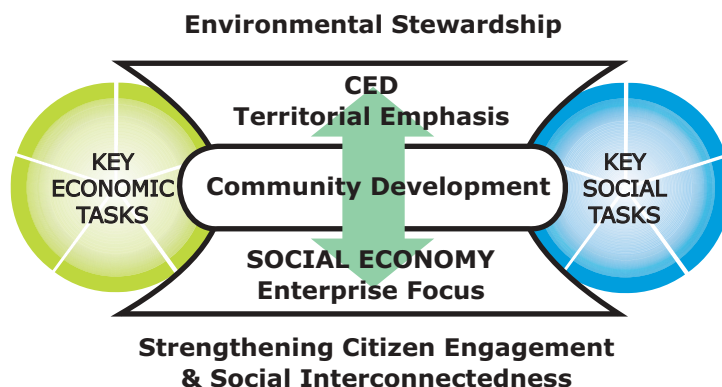 Environmental Stewardship
CED
Territorial Emphasis
KEY
ECONOMIC
TASKS
Community Development
KEY
SOCIAL
TASKS
SOCIAL ECONOMY
Enterprise Focus
Strengthening Citizen Engagement
& Social Interconnectedness